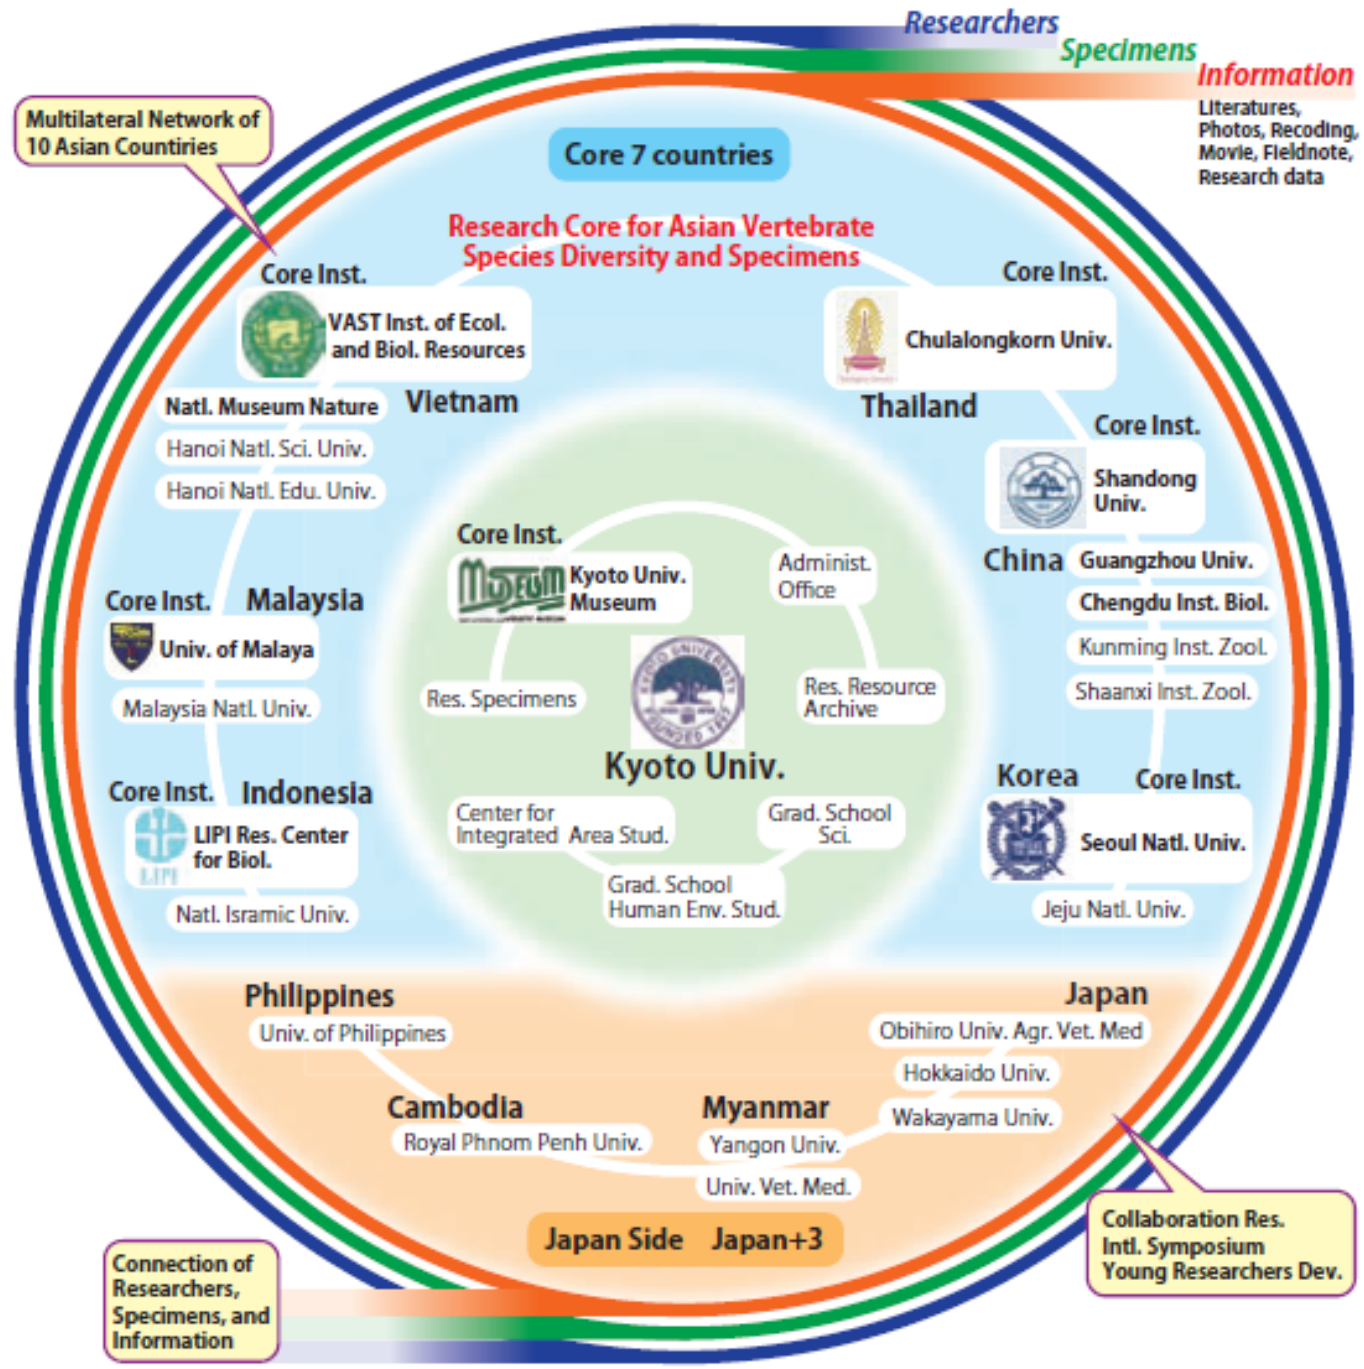 Researchers
Specimens
Information
Literatures,
Photos, Recoding,
Movie, Fieldnote,
Research data
Multilateral Network of
10 Asian Countiries
Core 7 countries
Research Core for Asian Vertebrate
Species Diversity and Specimens
Core Inst.
VAST Inst. of Ecol.
and Biol. Resources
Vietnam
Natl. Museum Nature
Hanoi Natl. Sci. Univ.
Hanoi Natl. Edu. Univ.
Core Inst.
Chulalongkorn Univ.
Thailand
Core Inst.
Shandong
Univ.
China
Guangzhou Univ.
Chengdu Inst. Biol.
Kunming Inst. Zool.
Shaanxi Inst. Zool.
Core Inst.
MUSEUM
Kyoto Univ.
Museum
Administ.
Office
Res. Specimens
KYOTO UNIVERSITY
FOUNDED 1897
Res. Resource
Archive
Kyoto Univ.
Center for
Integrated Area Stud.
Grad. School
Sci.
Grad. School
Human Env. Stud.
Core Inst.
Malaysia
Univ. of Malaya
Malaysia Natl. Univ.
Core Inst.
Indonesia
LIPI
LIPI Res. Center
for Biol.
Natl. Isramic Univ.
Korea
Core Inst.
Seoul Natl. Univ.
Jeju Natl. Univ.
Philippines
Univ. of Philippines
Cambodia
Royal Phnom Penh Univ.
Myanmar
Yangon Univ.
Univ. Vet. Med.
Japan
Obihiro Univ. Agr. Vet. Med
Hokkaido Univ.
Wakayama Univ.
Japan Side Japan+3
Collaboration Res.
Intl. Symposium
Young Researchers Dev.
Connection of
Researchers,
Specimens, and
Information